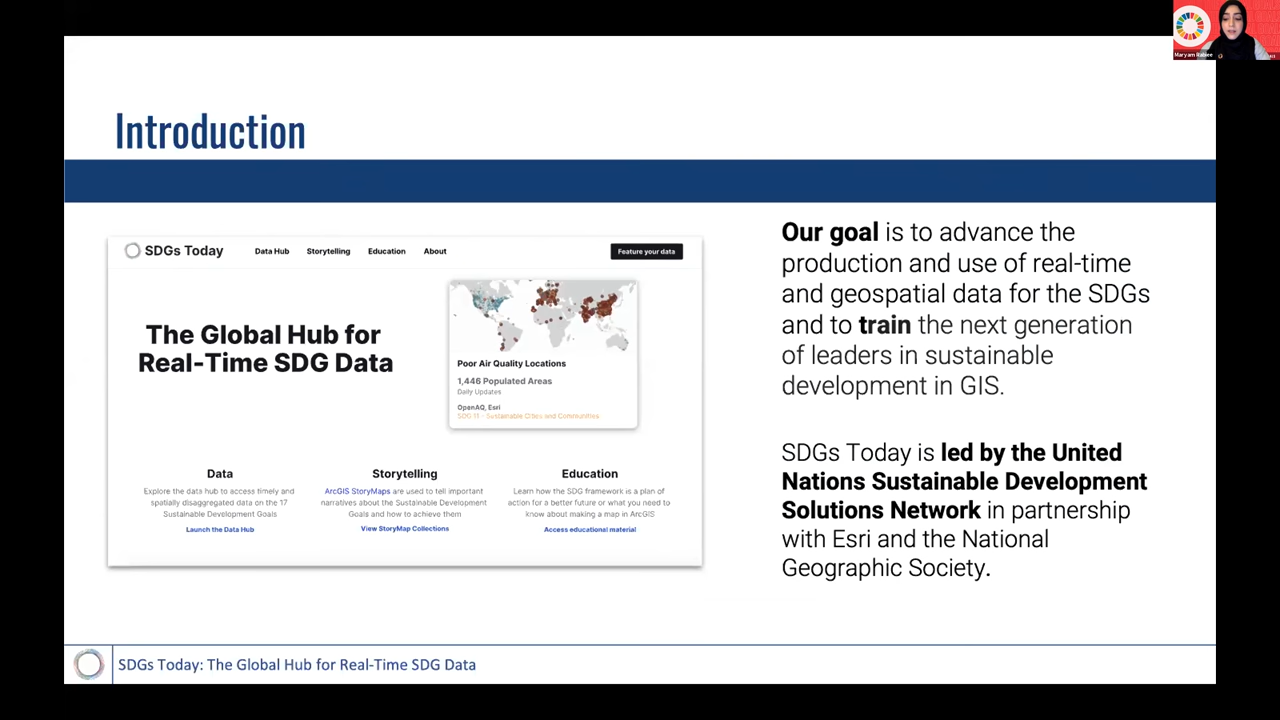 Maryam Rabiee
Introduction
SDGs Today
Data Hub
Storytelling
Education
About
Feature your data
The Global Hub for
Real-Time SDG Data
Poor Air Quality Locations
1,446 Populated Areas
Daily Updates
OpenAQ, Esri
SDG-11 - Sustainable Cities and Communities
Data
Explore the data hub to access timely and
spatially disaggregated data on the 17
Sustainable Development Goals
Launch the Data Hub
Storytelling
ArcGIS StoryMaps are used to tell important
narratives about the Sustainable Development
Goals and how to achieve them
View StoryMap Collections
Education
Learn how the SDG framework is a plan of
action for a better future or what you need to
know about making a map in ArcGIS.
Access educational material
Our goal is to advance the
production and use of real-time
and geospatial data for the SDGs
and to train the next generation
of leaders in sustainable
development in GIS.
SDGs Today is led by the United
Nations Sustainable Development
Solutions Network in partnership
with Esri and the National
Geographic Society.
SDGs Today: The Global Hub for Real-Time SDG Data